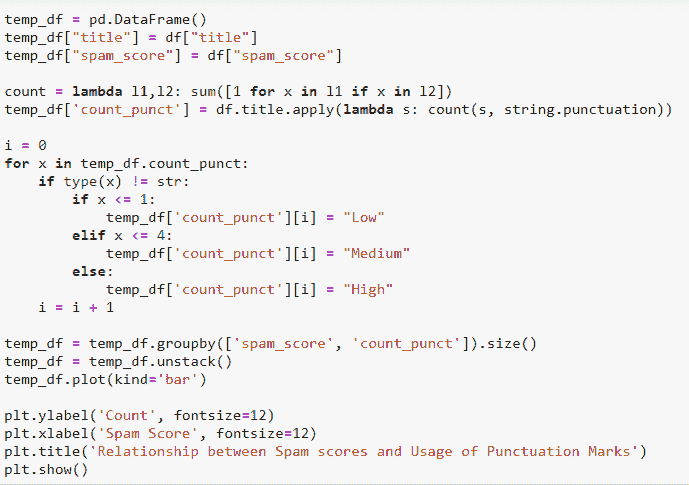 temp_df = pd.DataFrame()
temp_df["title"] = df["title"]
temp_df["spam_score"] = df["spam_score"]
count = lambda l1,l2: sum([1 for x in l1 if x in l2])
temp_df['count_punct'] = df.title.apply(lambda s: count(s, string.punctuation))
i = 0
for x in temp_df.count_punct:
    if type(x) != str:
        if x <= 1:
            temp_df['count_punct'][i] = "Low"
        elif x <= 4:
            temp_df['count_punct'][i] = "Medium"
        else:
            temp_df['count_punct'][i] = "High"
    i = i + 1
temp_df = temp_df.groupby(['spam_score', 'count_punct']).size()
temp_df = temp_df.unstack()
temp_df.plot(kind='bar')
plt.ylabel('Count', fontsize=12)
plt.xlabel('Spam Score', fontsize=12)
plt.title('Relationship between Spam scores and Usage of Punctuation Marks')
plt.show()